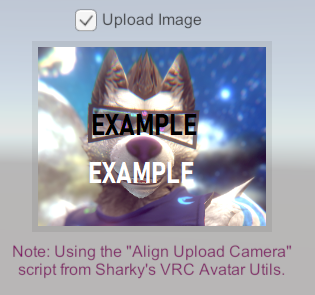 Upload Image
EXAMPLE
EXAMPLE
Note: Using the "Align Upload Camera"
script from Sharky's VRC Avatar Utils.